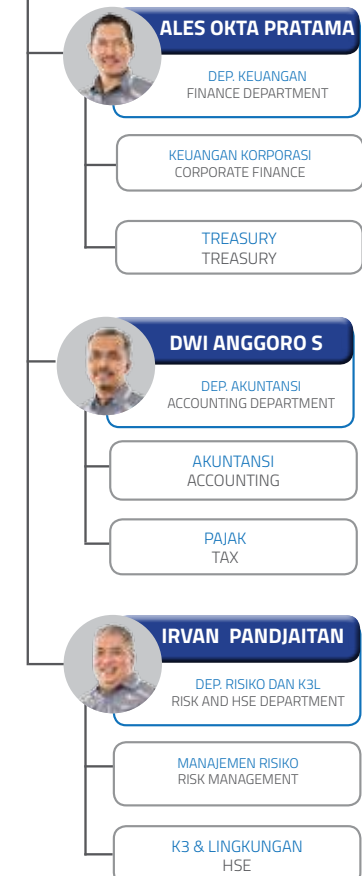 ALES OKTA PRATAMA
DEP. KEUANGAN
FINANCE DEPARTMENT
KEUANGAN KORPORASI
CORPORATE FINANCE
TREASURY
TREASURY
DWI ANGGORO S
DEP. AKUNTANSI
ACCOUNTING DEPARTMENT
AKUNTANSI
ACCOUNTING
PAJAK
TAX
IRVAN PANDJAITAN
DEP. RISIKO DAN K3L
RISK AND HSE DEPARTMENT
MANAJEMEN RISIKO
RISK MANAGEMENT
K3 & LINGKUNGAN
HSE